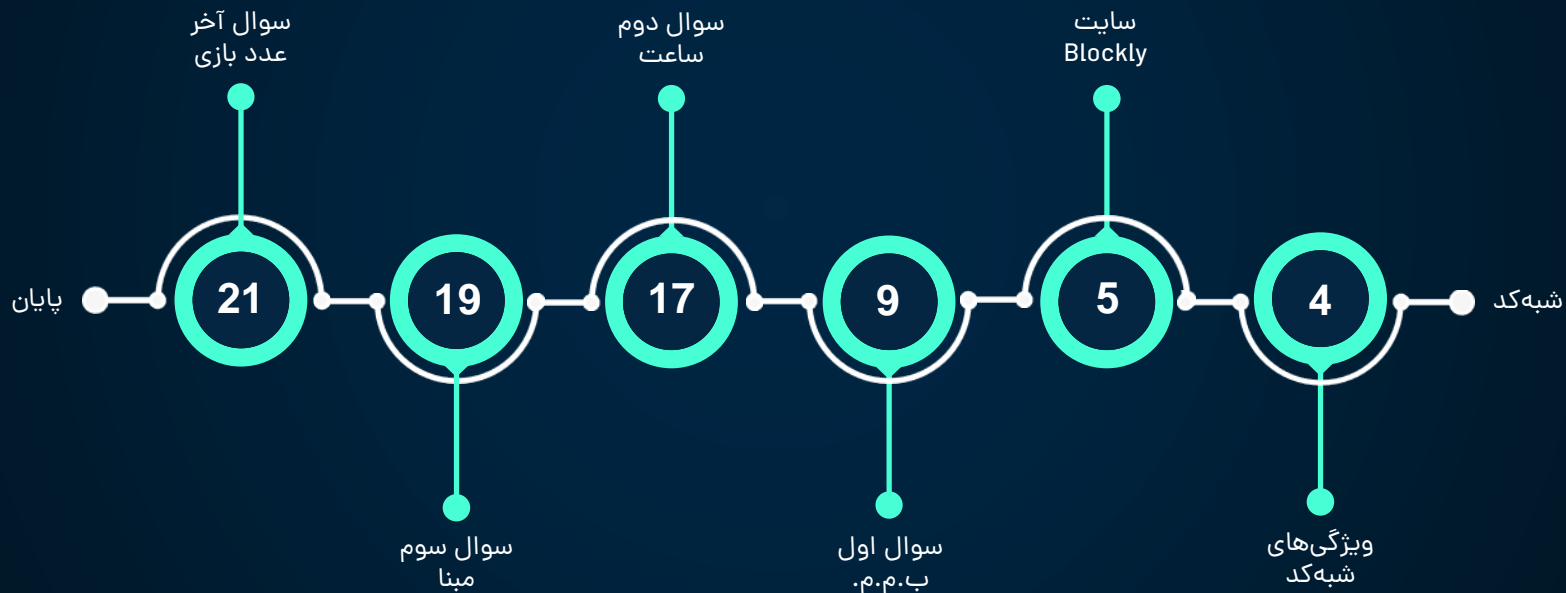 شبه‌کد
4
ویژگی‌های
شبه‌کد
سایت
Blockly
5
9
سوال اول
ب.م.م.
سوال دوم
ساعت
17
19
سوال سوم
مبنا
سوال آخر
عدد بازی
21
پایان